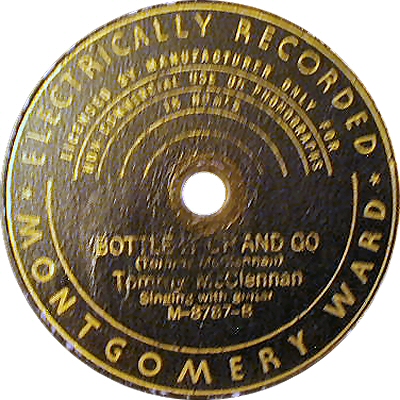 ★ ELECTRICALLY RECORDED ★
LICENSED BY MANUFACTURER ONLY FOR
NON-COMMERCIAL USE ON PHONOGRAPHS
IN HOMES
BOTTLE IT UP AND GO
(Tommy McClennan)
Tommy McClennan
Singing with guitar
M-8787-B
MONTGOMERY WARD